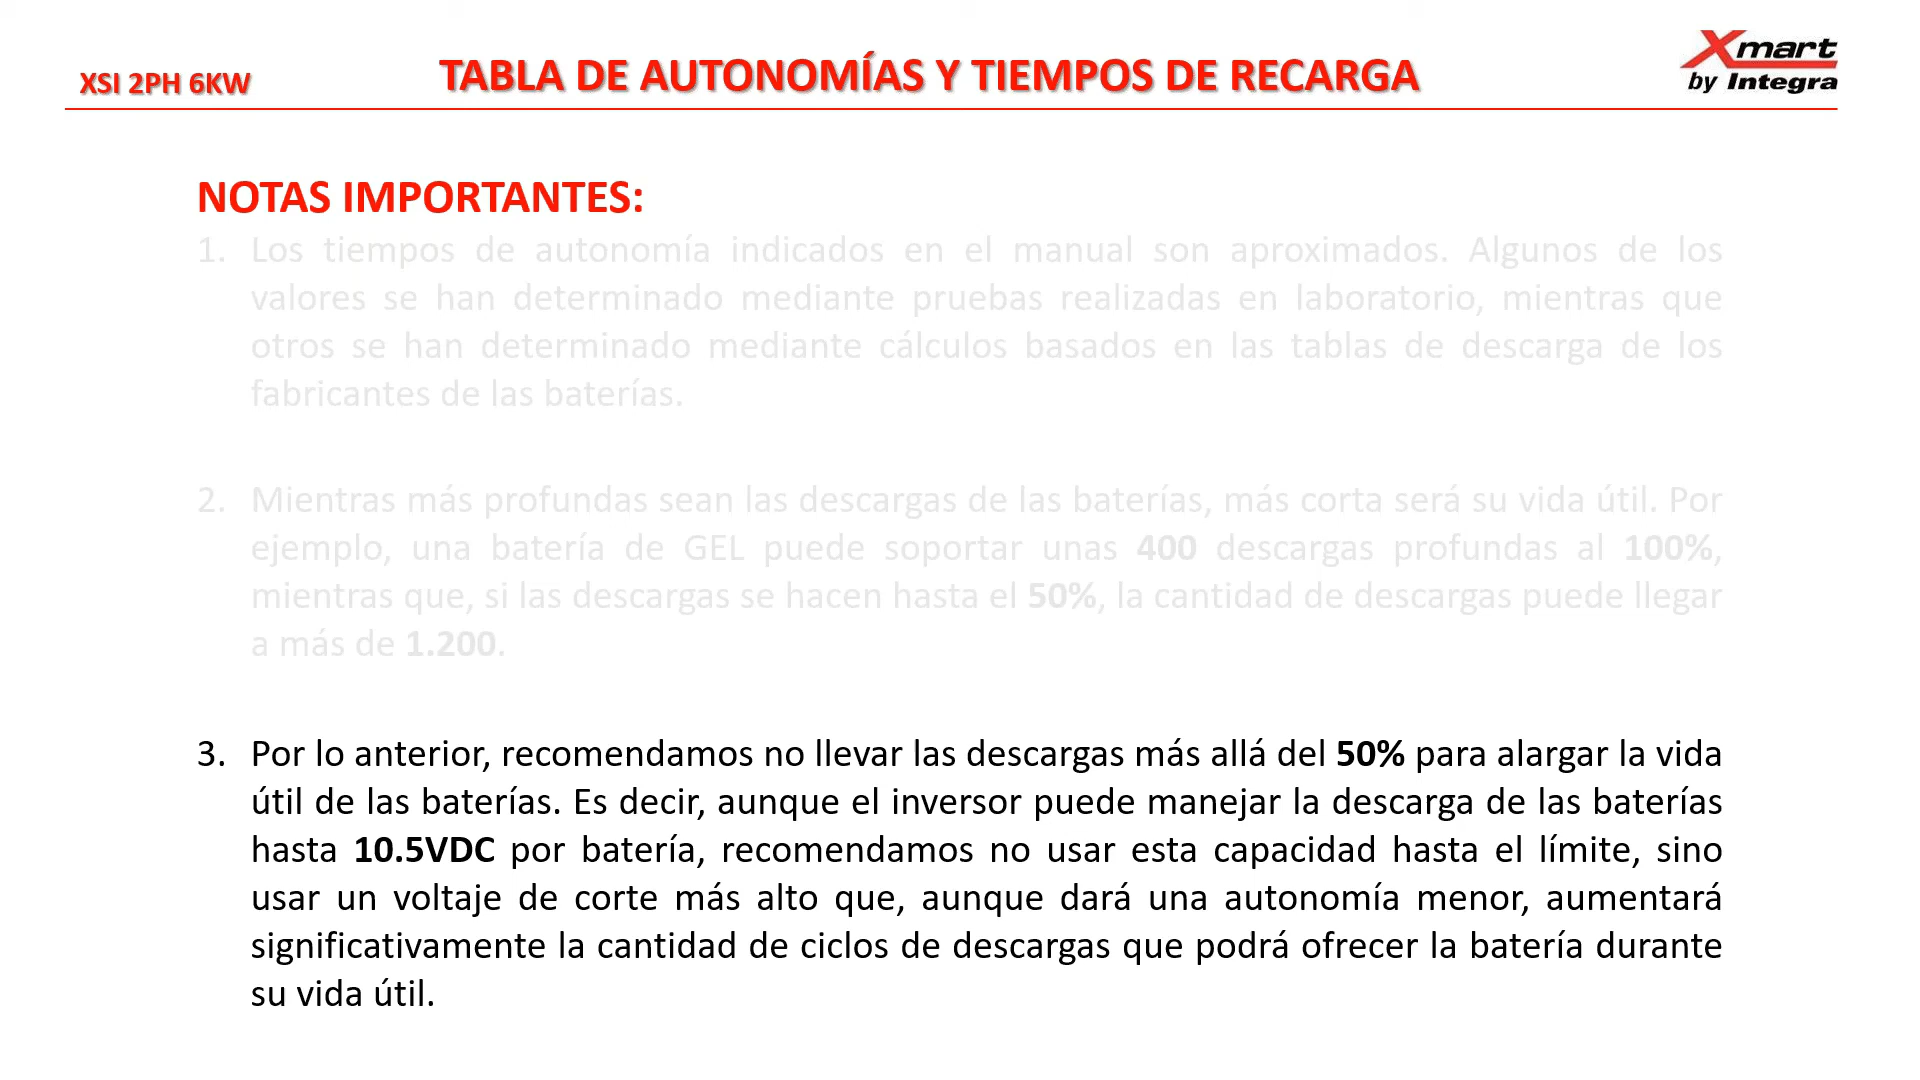 XSI 2PH 6KW
TABLA DE AUTONOMÍAS Y TIEMPOS DE RECARGA
Xmart
by Integra
NOTAS IMPORTANTES:
1. Los tiempos de autonomía indicados en el manual son aproximados. Algunos de los
valores se han determinado mediante pruebas realizadas en laboratorio, mientras que
otros se han determinado mediante cálculos basados en las tablas de descarga de los
fabricantes de las baterías.
2. Mientras más profundas sean las descargas de las baterías, más corta será su vida útil. Por
ejemplo, una batería de GEL puede soportar unas 400 descargas profundas al 100%,
mientras que, si las descargas se hacen hasta el 50%, la cantidad de descargas puede llegar
a más de 1.200.
3. Por lo anterior, recomendamos no llevar las descargas más allá del 50% para alargar la vida
útil de las baterías. Es decir, aunque el inversor puede manejar la descarga de las baterías
hasta 10.5VDC por batería, recomendamos no usar esta capacidad hasta el límite, sino
usar un voltaje de corte más alto que, aunque dará una autonomía menor, aumentará
significativamente la cantidad de ciclos de descargas que podrá ofrecer la batería durante
su vida útil.